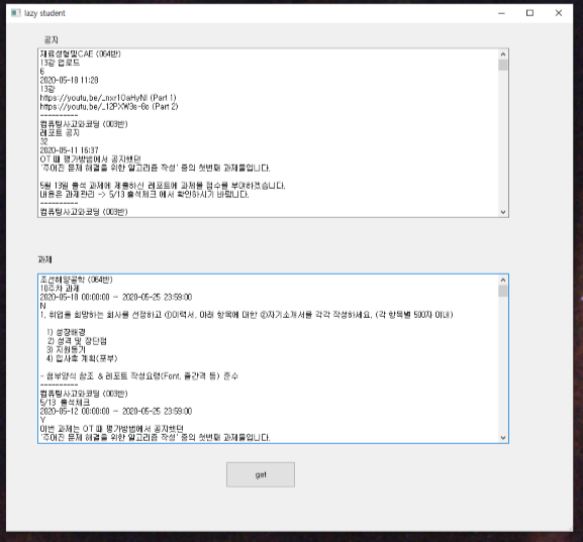 lazy student
공지
재료성형및CAE (064반)
13강 업로드
6
2020-05-18 11:28
13강
(Part 1)
(Part 2)
----------
컴퓨팅사고와코딩 (003반)
레포트 공지
32
2020-05-11 16:37
OT 때 평가방법에서 공지했던
'주어진 문제 해결을 위한 알고리즘 작성' 중의 첫번째 과제물입니다.
5월 13일 출석 과제에 제출하신 레포트에 과제물 점수를 부여하겠습니다.
내용은 과제관리 -> 5/13 출석체크 에서 확인하시기 바랍니다.
----------
컴퓨팅사고와코딩 (003반)
과제
조선해양공학 (064반)
10주차 과제
2020-05-18 00:00:00 ~ 2020-05-25 23:59:00
N
1. 취업을 희망하는 회사를 선정하고 ①이력서, 아래 항목에 대한 ②자기소개서를 각각 작성하세요. (각 항목별 500자 이내)
1) 성장배경
2) 성격 및 장단점
3) 지원동기
4) 입사후 계획(포부)
- 첨부양식 참조 & 레포트 작성요령(Font, 줄간격 등) 준수
----------
컴퓨팅사고와코딩 (003반)
5/13 출석체크
2020-05-12 00:00:00 ~ 2020-05-25 23:59:00
Y
이번 과제는 OT 때 평가방법에서 공지했던
'주어진 문제 해결을 위한 알고리즘 작성' 중의 첫번째 과제물입니다.
get